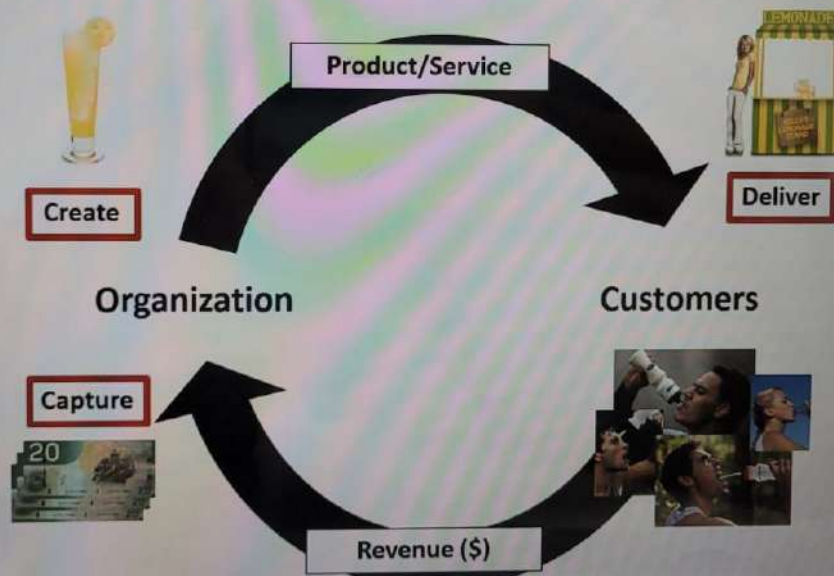 LEMONADE
Product/Service
Create
Deliver
Organization
Customers
Capture
20
Revenue ($)